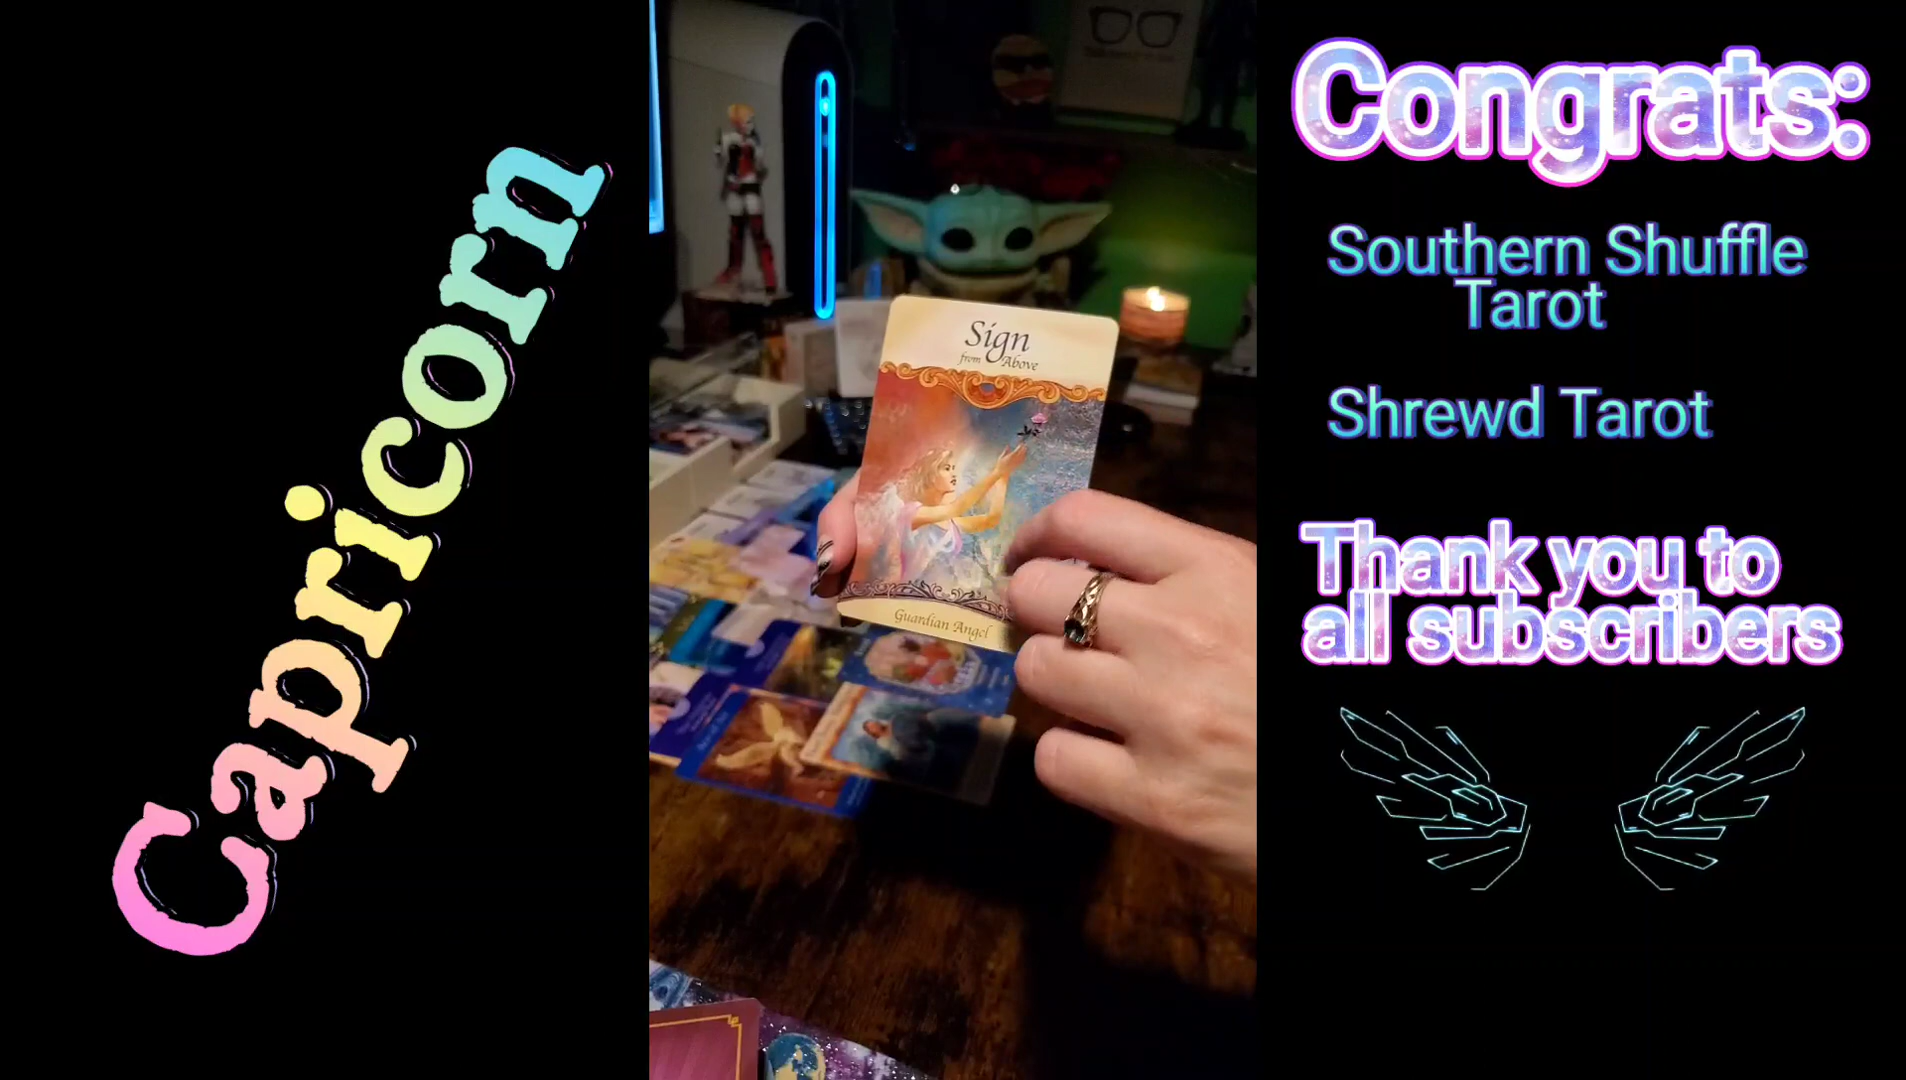 Capricorn
Sign
from Above
Guardian Angel
Congrats:
Southern Shuffle
Tarot
Shrewd Tarot
Thank you to
all subscribers